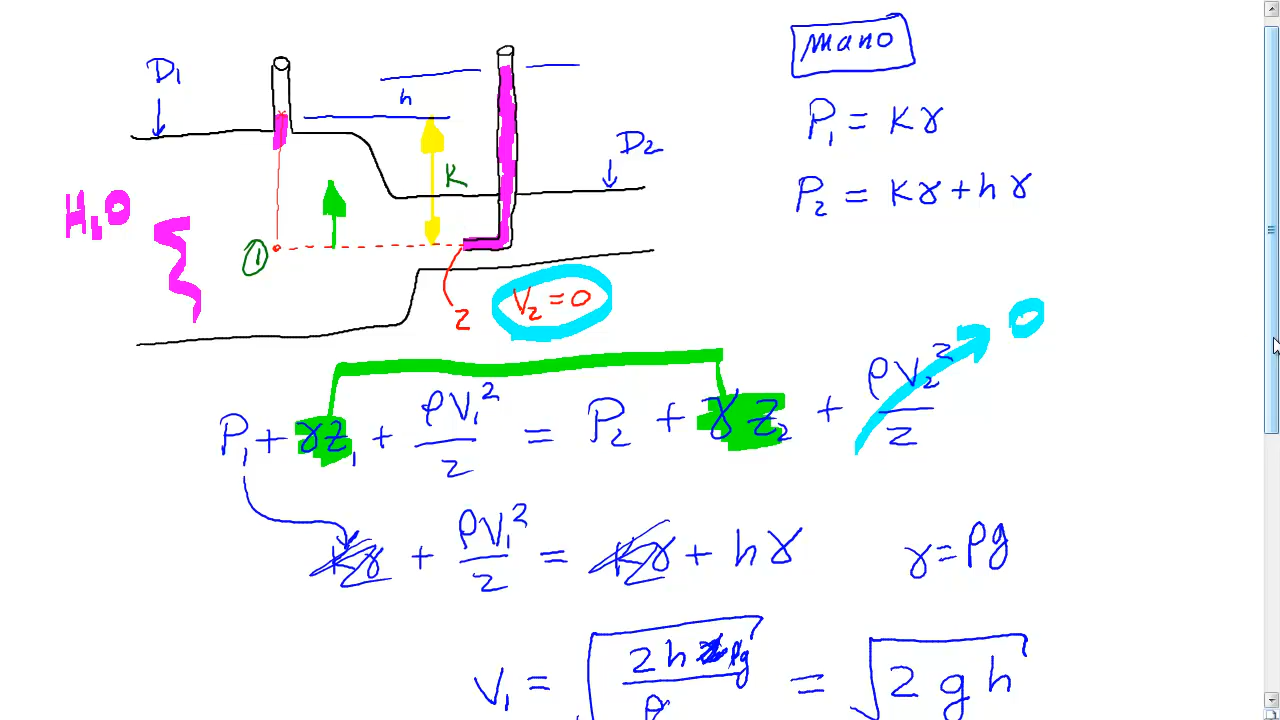 mano
D1
h
P₁ = Kγ
D2
K
P₂ = Kγ + hγ
H₂O
①
2
V₂ = 0
0
P₁ + γz₁ + ρV₁²/2 = P₂ + γz₂ + ρV₂²/2
Kγ + ρV₁²/2 = Kγ + hγ
γ = ρg
V₁ = √(2hρg/ρ) = √(2gh)